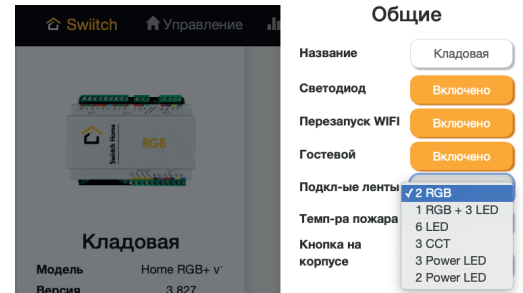 Swiitch
Управление
Switch Home
RGB
Кладовая
Модель
Home RGB+ v
Версия
3.827
Общие
Название
Кладовая
Светодиод
Включено
Перезапуск WIFI
Включено
Гостевой
Включено
Подкл-ые ленты
✓ 2 RGB
1 RGB + 3 LED
6 LED
3 CCT
3 Power LED
2 Power LED
Темп-ра пожара
Кнопка на
корпусе